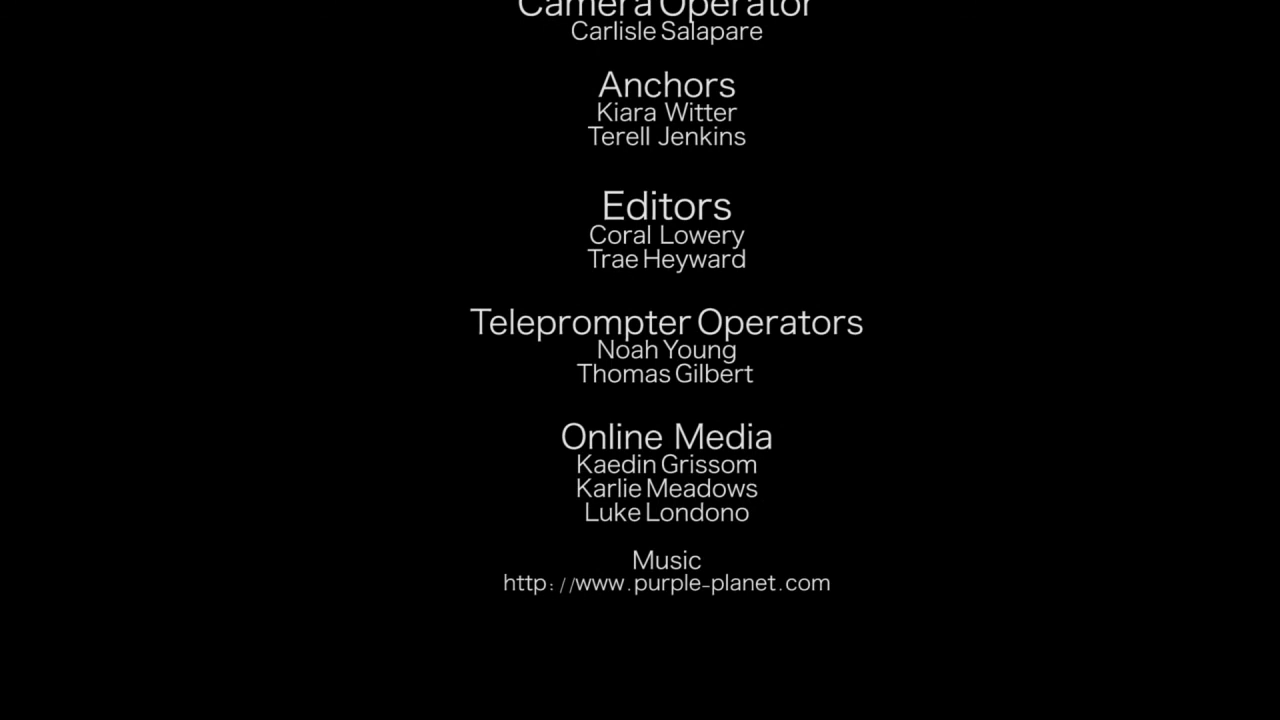 Camera Operator
Carlisle Salapare
Anchors
Kiara Witter
Terell Jenkins
Editors
Coral Lowery
Trae Heyward
Teleprompter Operators
Noah Young
Thomas Gilbert
Online Media
Kaedin Grissom
Karlie Meadows
Luke Londono
Music
http://www.purple-planet.com